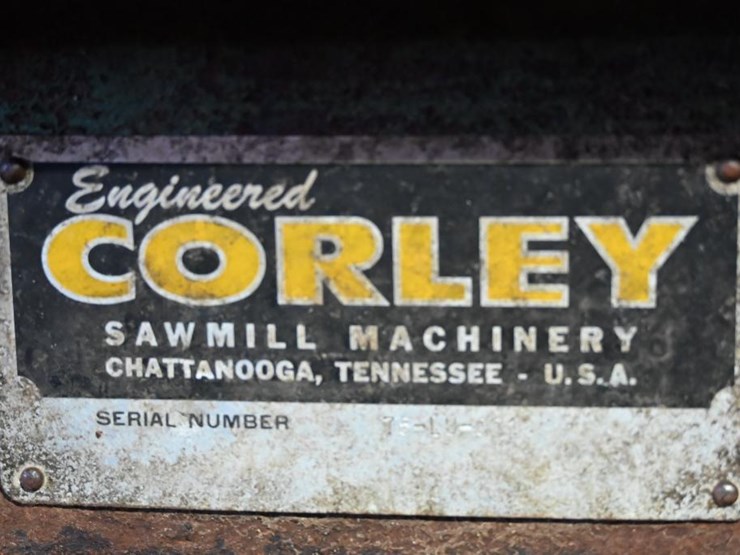 Engineered
CORLEY
SAWMILL MACHINERY
CHATTANOOGA, TENNESSEE - U.S.A.
SERIAL NUMBER